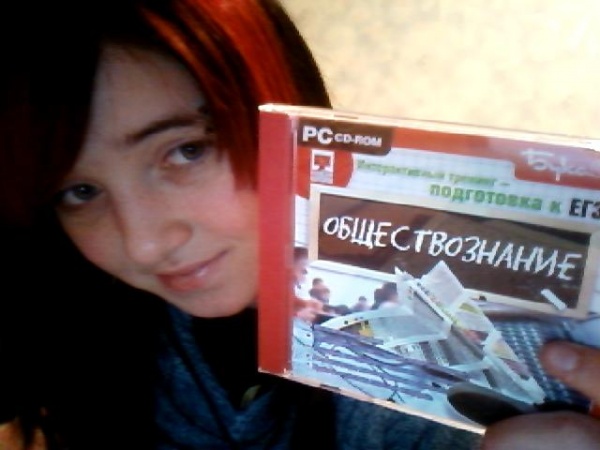 PC CD-ROM
Интерактивный тренинг –
подготовка к ЕГЭ
ОБЩЕСТВОЗНАНИЕ